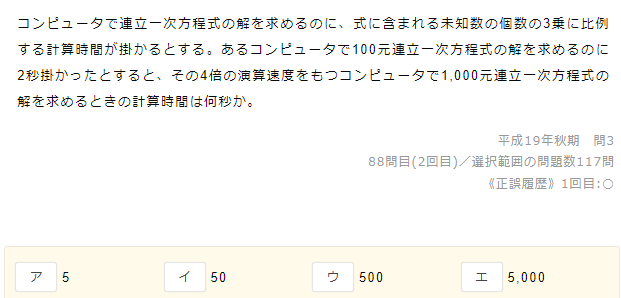 コンピュータで連立一次方程式の解を求めるのに、式に含まれる未知数の個数の3乗に比例
する計算時間が掛かるとする。あるコンピュータで100元連立一次方程式の解を求めるのに
2秒掛かったとすると、その4倍の演算速度をもつコンピュータで1,000元連立一次方程式の
解を求めるときの計算時間は何秒か。
平成19年秋期 問3
88問目(2回目)／選択範囲の問題数117問
《正誤履歴》1回目:○
ア 5 イ 50 ウ 500 エ 5,000